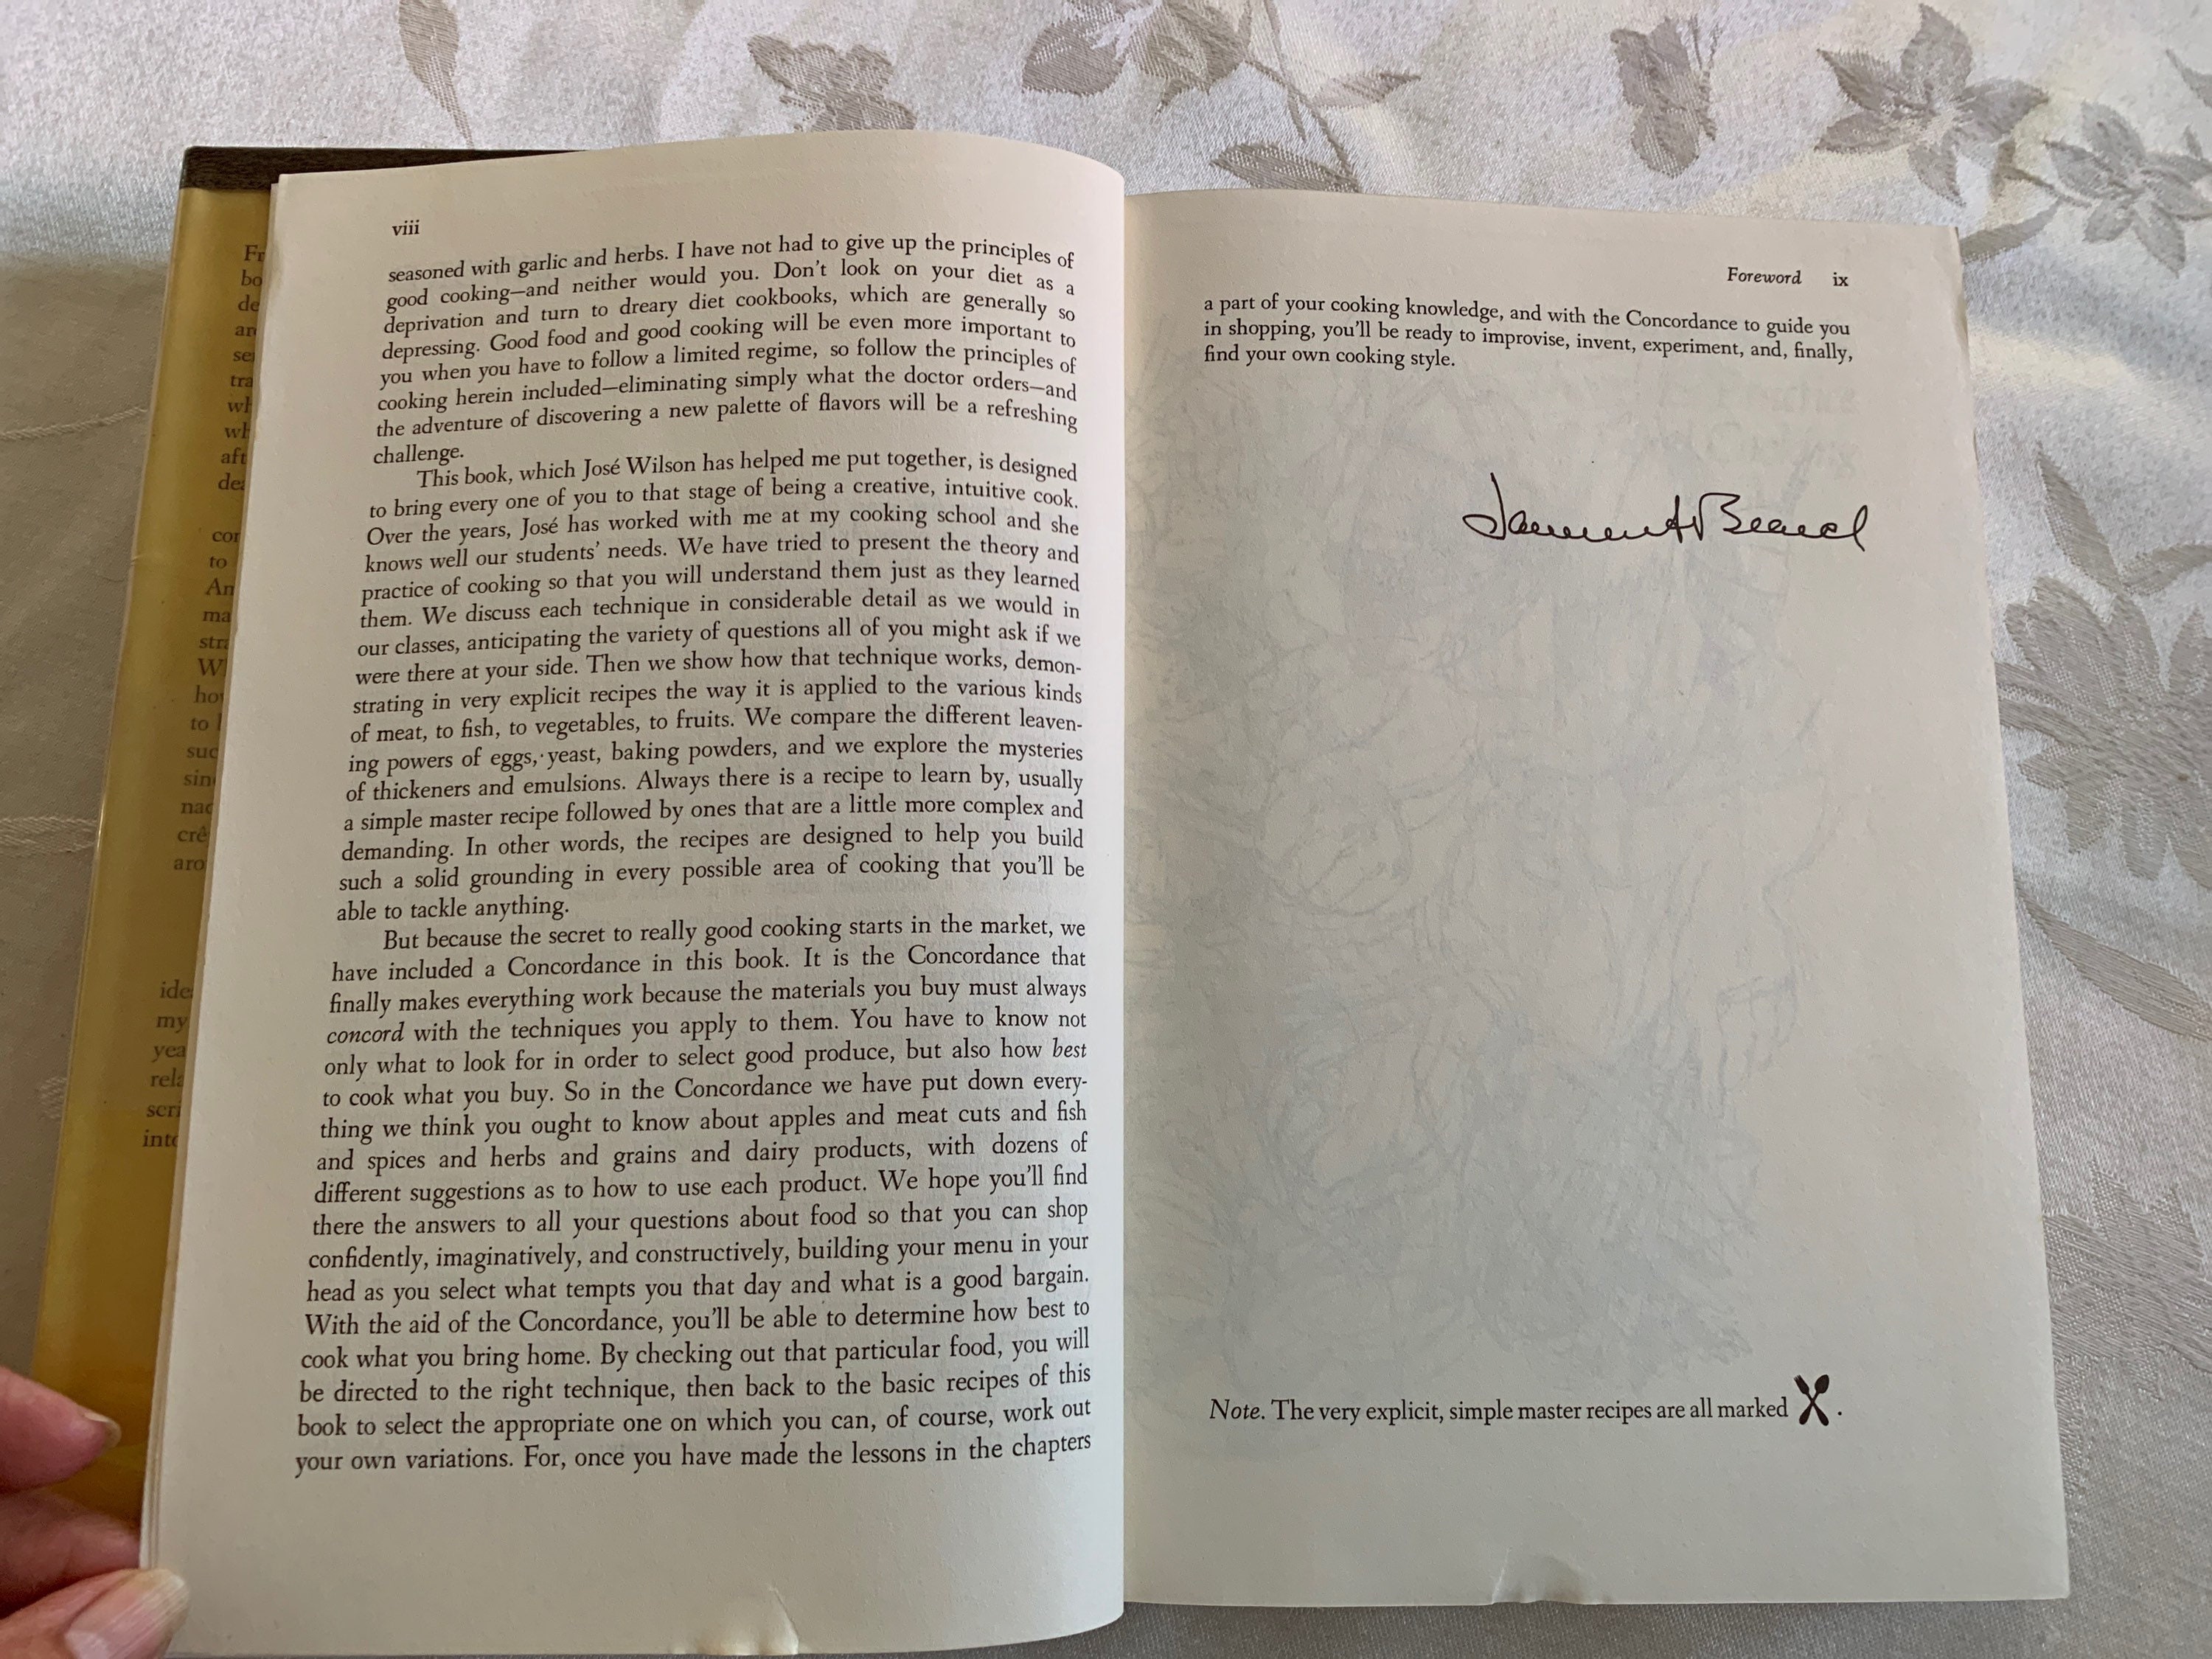 viii
seasoned with garlic and herbs. I have not had to give up the principles of
good cooking—and neither would you. Don't look on your diet as a
deprivation and turn to dreary diet cookbooks, which are generally so
depressing. Good food and good cooking will be even more important to
you when you have to follow a limited regime, so follow the principles of
cooking herein included—eliminating simply what the doctor orders—and
the adventure of discovering a new palette of flavors will be a refreshing
challenge.
This book, which José Wilson has helped me put together, is designed
to bring every one of you to that stage of being a creative, intuitive cook.
Over the years, José has worked with me at my cooking school and she
knows well our students' needs. We have tried to present the theory and
practice of cooking so that you will understand them just as they learned
them. We discuss each technique in considerable detail as we would in
our classes, anticipating the variety of questions all of you might ask if we
were there at your side. Then we show how that technique works, demon-
strating in very explicit recipes the way it is applied to the various kinds
of meat, to fish, to vegetables, to fruits. We compare the different leaven-
ing powers of eggs, yeast, baking powders, and we explore the mysteries
of thickeners and emulsions. Always there is a recipe to learn by, usually
a simple master recipe followed by ones that are a little more complex and
demanding. In other words, the recipes are designed to help you build
such a solid grounding in every possible area of cooking that you'll be
able to tackle anything.
But because the secret to really good cooking starts in the market, we
have included a Concordance in this book. It is the Concordance that
finally makes everything work because the materials you buy must always
concord with the techniques you apply to them. You have to know not
only what to look for in order to select good produce, but also how best
to cook what you buy. So in the Concordance we have put down every-
thing we think you ought to know about apples and meat cuts and fish
and spices and herbs and grains and dairy products, with dozens of
different suggestions as to how to use each product. We hope you'll find
there the answers to all your questions about food so that you can shop
confidently, imaginatively, and constructively, building your menu in your
head as you select what tempts you that day and what is a good bargain.
With the aid of the Concordance, you'll be able to determine how best to
cook what you bring home. By checking out that particular food, you will
be directed to the right technique, then back to the basic recipes of this
book to select the appropriate one on which you can, of course, work out
your own variations. For, once you have made the lessons in the chapters
Foreword ix
a part of your cooking knowledge, and with the Concordance to guide you
in shopping, you'll be ready to improvise, invent, experiment, and, finally,
find your own cooking style.
James A Beard
Note. The very explicit, simple master recipes are all marked .